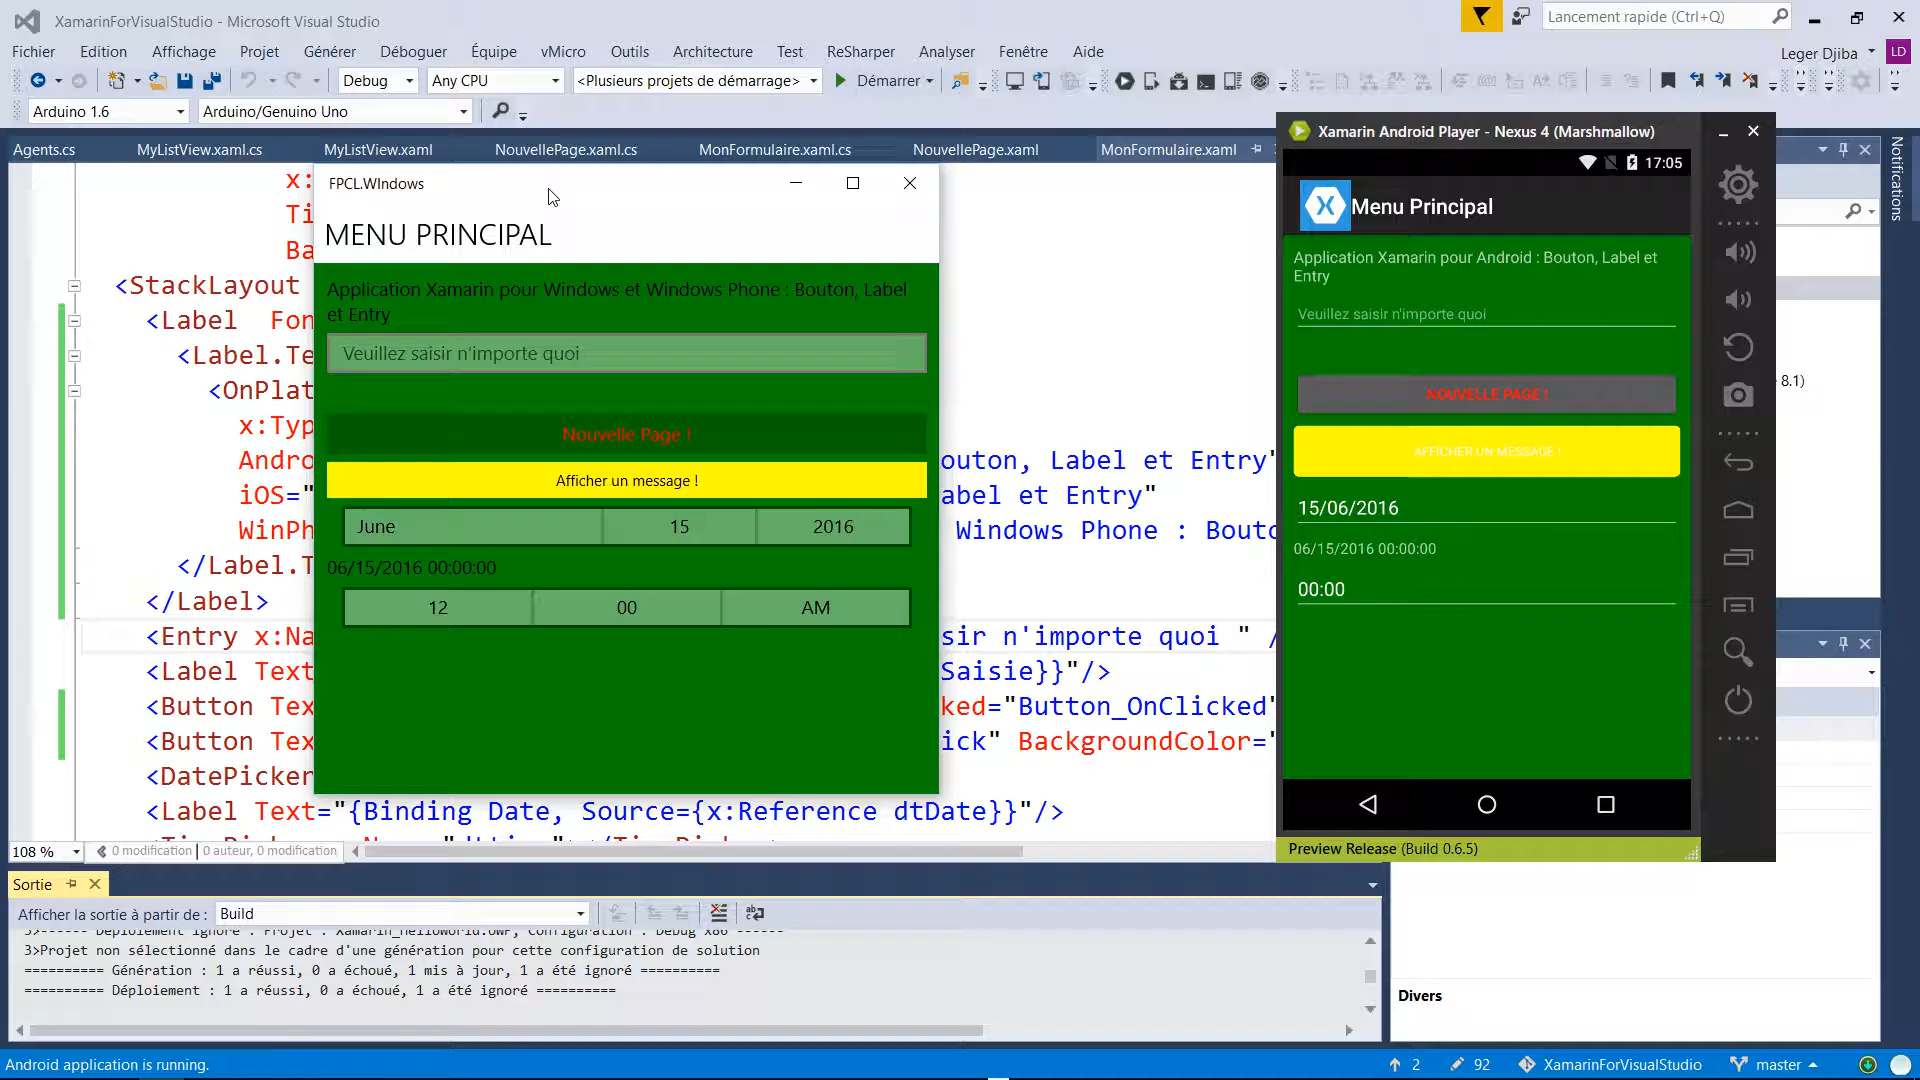 XamarinForVisualStudio - Microsoft Visual Studio
Lancement rapide (Ctrl+Q)
Fichier Edition Affichage Projet Générer Déboguer Équipe vMicro Outils Architecture Test ReSharper Analyser Fenêtre Aide
Leger Djiba LD
Debug Any CPU <Plusieurs projets de démarrage> Démarrer
Arduino 1.6 Arduino/Genuino Uno
Agents.cs MyListView.xaml.cs MyListView.xaml NouvellePage.xaml.cs MonFormulaire.xaml.cs NouvellePage.xaml MonFormulaire.xaml
Notifications
x:
Ti
Ba
<StackLayout
<Label Fon
<Label.Te
<OnPlat
x:Typ
Andro outon, Label et Entry"
iOS=" abel et Entry"
WinPh Windows Phone : Bouto
</Label.T
</Label>
<Entry x:Na sir n'importe quoi " /
<Label Text Saisie}}"/>
<Button Tex ked="Button_OnClicked"
<Button Tex ick" BackgroundColor="
<DatePicker
<Label Text="{Binding Date, Source={x:Reference dtDate}}"/>
FPCL.WIndows
MENU PRINCIPAL
Application Xamarin pour Windows et Windows Phone : Bouton, Label
et Entry
Veuillez saisir n'importe quoi
Nouvelle Page !
Afficher un message !
June 15 2016
06/15/2016 00:00:00
12 00 AM
Xamarin Android Player - Nexus 4 (Marshmallow)
17:05
Menu Principal
Application Xamarin pour Android : Bouton, Label et
Entry
Veuillez saisir n'importe quoi
NOUVELLE PAGE !
AFFICHER UN MESSAGE !
15/06/2016
06/15/2016 00:00:00
00:00
Preview Release (Build 0.6.5)
8.1)
108 % 0 modification | 0 auteur, 0 modification
Sortie
Afficher la sortie à partir de : Build
3>Projet non sélectionné dans le cadre d'une génération pour cette configuration de solution
========== Génération : 1 a réussi, 0 a échoué, 1 mis à jour, 1 a été ignoré ==========
========== Déploiement : 1 a réussi, 0 a échoué, 1 a été ignoré ==========
Divers
Android application is running.
2 92 XamarinForVisualStudio master